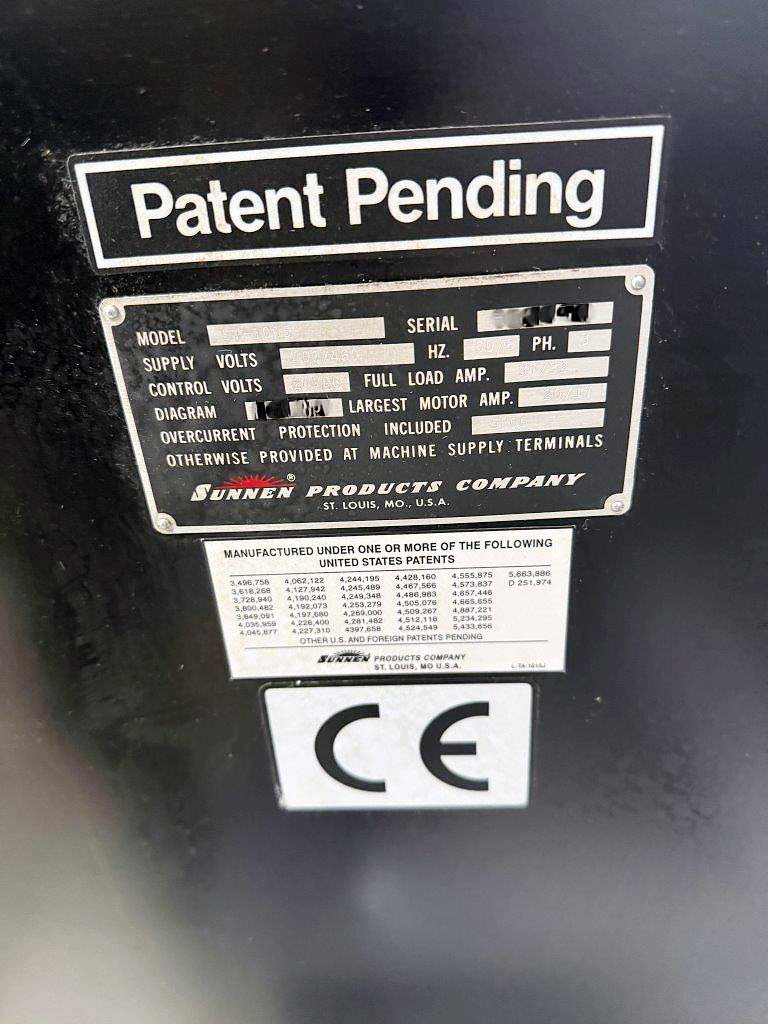 Patent Pending
MODEL SERIAL
SUPPLY VOLTS HZ. PH. 3
CONTROL VOLTS FULL LOAD AMP.
DIAGRAM LARGEST MOTOR AMP.
OVERCURRENT PROTECTION INCLUDED
OTHERWISE PROVIDED AT MACHINE SUPPLY TERMINALS
SUNNEN® PRODUCTS COMPANY
ST. LOUIS, MO., U.S.A.
MANUFACTURED UNDER ONE OR MORE OF THE FOLLOWING
UNITED STATES PATENTS
3,496,758 4,062,122 4,244,195 4,428,160 4,555,875 5,663,886
3,618,268 4,127,942 4,245,489 4,467,566 4,573,837 D 251,974
3,728,940 4,190,240 4,249,348 4,486,983 4,657,446
3,800,482 4,192,073 4,253,279 4,505,076 4,665,655
3,849,091 4,197,680 4,269,000 4,509,267 4,887,221
4,035,959 4,226,400 4,281,482 4,512,116 5,234,295
4,045,877 4,227,310 4397,658 4,524,549 5,433,656
OTHER U.S. AND FOREIGN PATENTS PENDING
SUNNEN PRODUCTS COMPANY
ST. LOUIS, MO U.S.A.
L-TA-1015J
CE